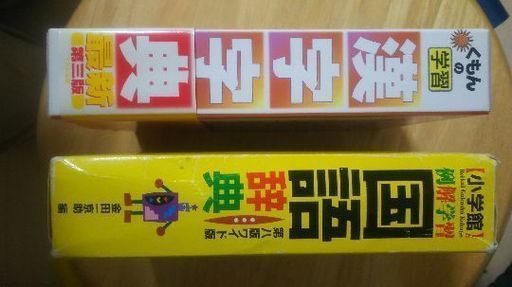 くもんの
学習
漢字
字典
最新
第三版
[小学館]
例解学習
国語
辞典
第八版 ワイド版
金田一京助 編